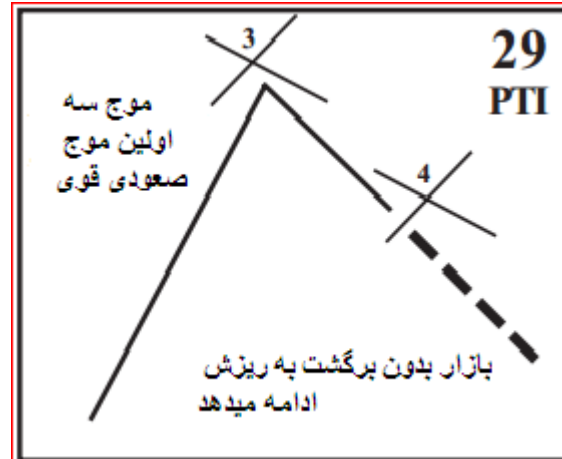 3
29
PTI
موج سه
اولین موج
صعودی قوی
4
بازار بدون برگشت به ریزش
ادامه میدهد